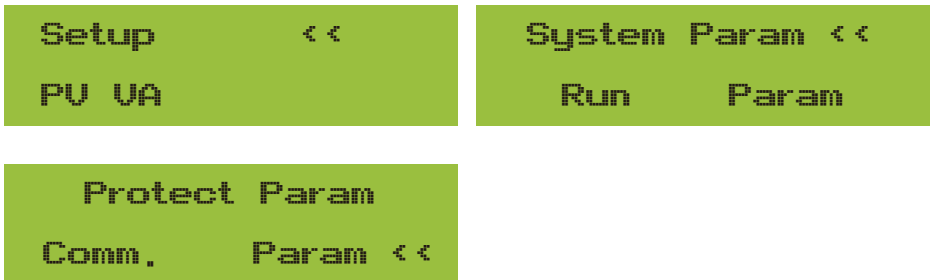 Setup <<
PV VA
System Param <<
Run Param
Protect Param
Comm. Param <<